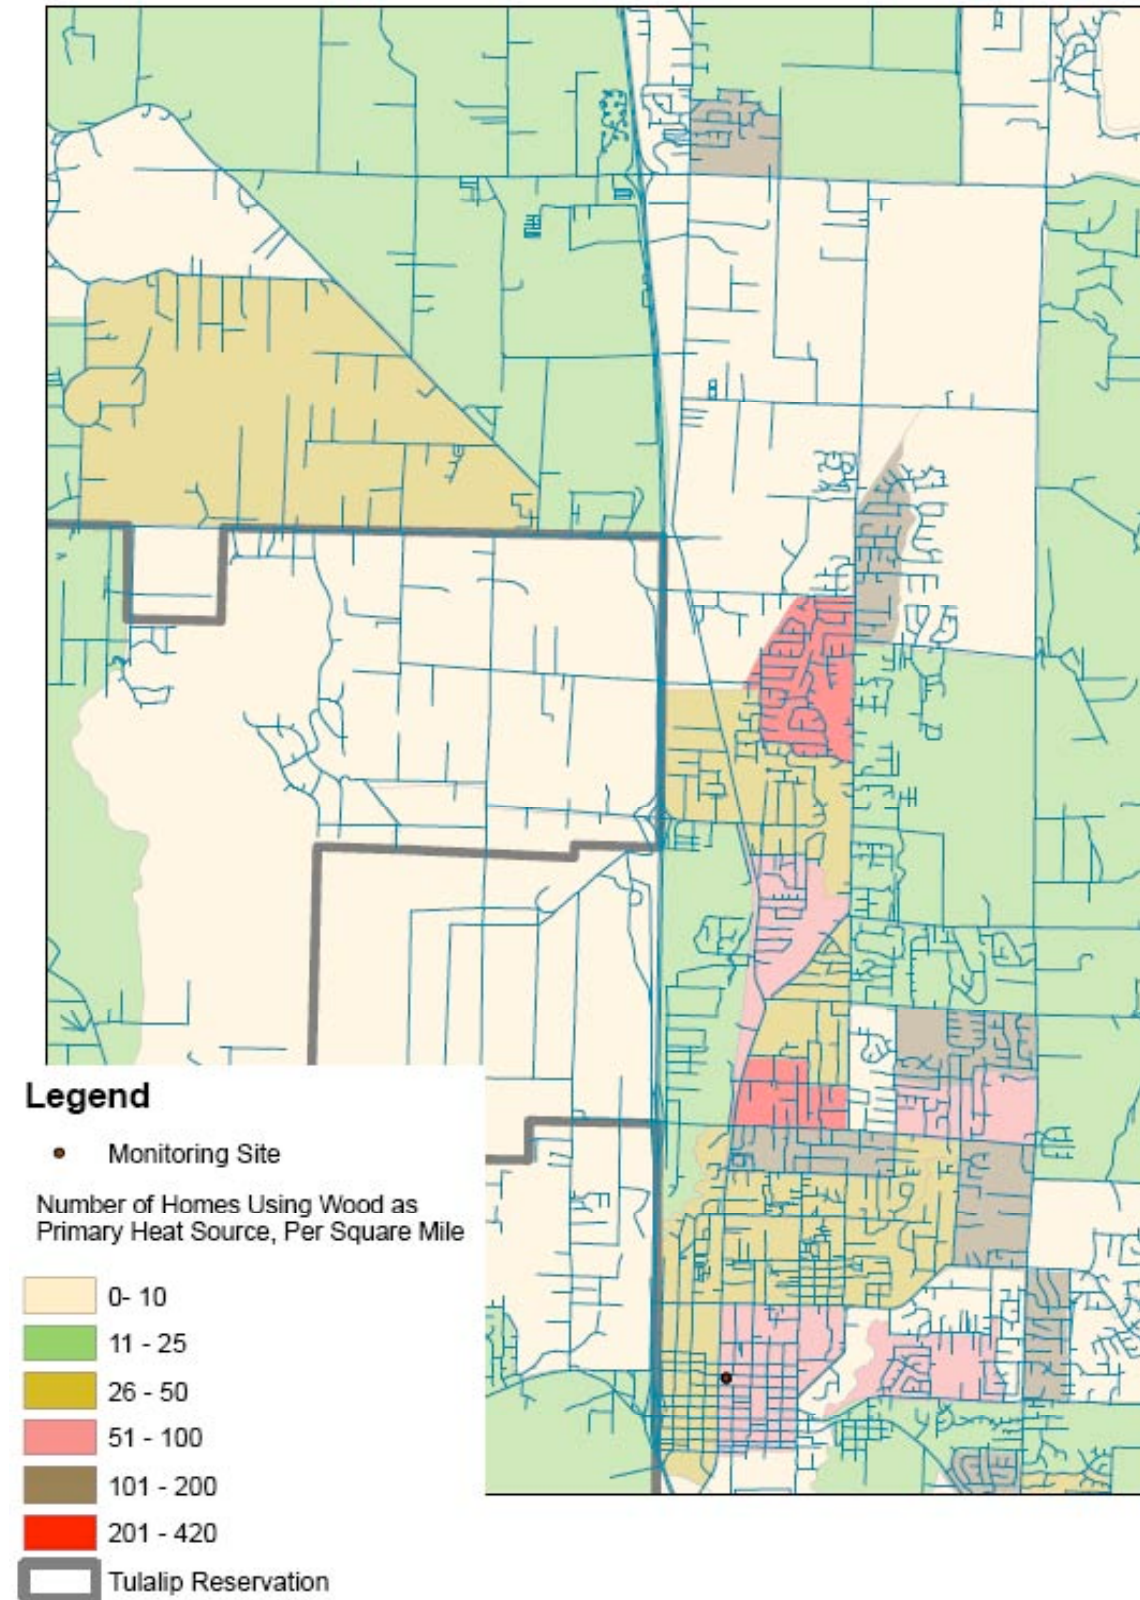 Legend
Monitoring Site
Number of Homes Using Wood as
Primary Heat Source, Per Square Mile
0- 10
11 - 25
26 - 50
51 - 100
101 - 200
201 - 420
Tulalip Reservation